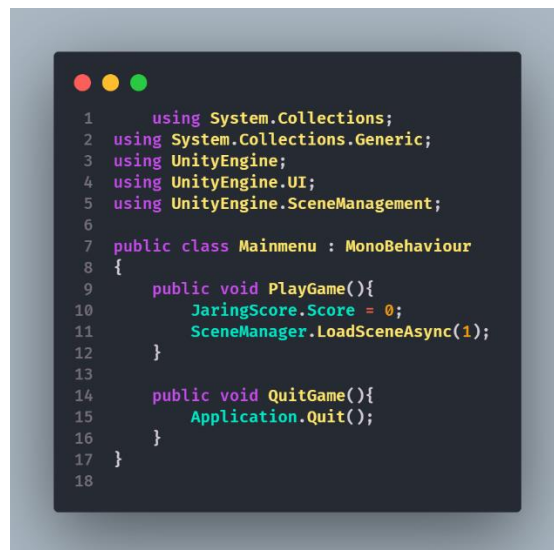 1 using System.Collections;
2 using System.Collections.Generic;
3 using UnityEngine;
4 using UnityEngine.UI;
5 using UnityEngine.SceneManagement;
6
7 public class Mainmenu : MonoBehaviour
8 {
9 public void PlayGame(){
10 JaringScore.Score = 0;
11 SceneManager.LoadSceneAsync(1);
12 }
13
14 public void QuitGame(){
15 Application.Quit();
16 }
17 }
18